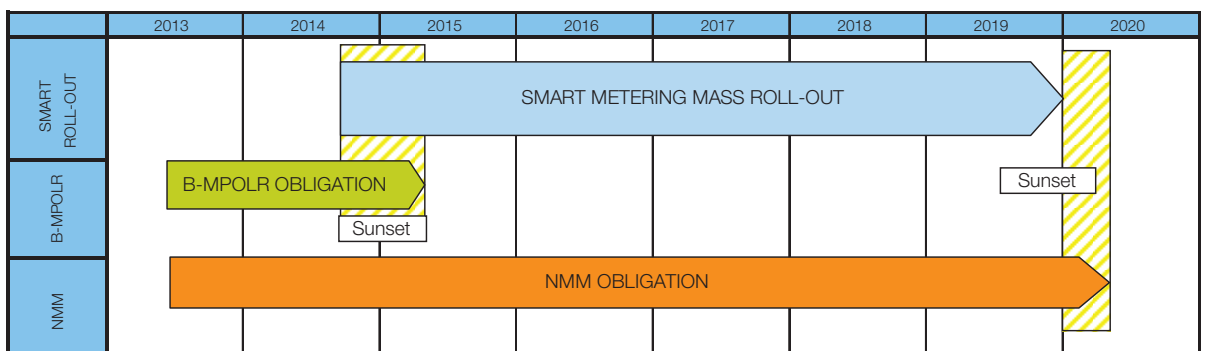 2013 2014 2015 2016 2017 2018 2019 2020
SMART
ROLL-OUT
SMART METERING MASS ROLL-OUT
B-MPOLR
B-MPOLR OBLIGATION
Sunset
Sunset
NMM
NMM OBLIGATION